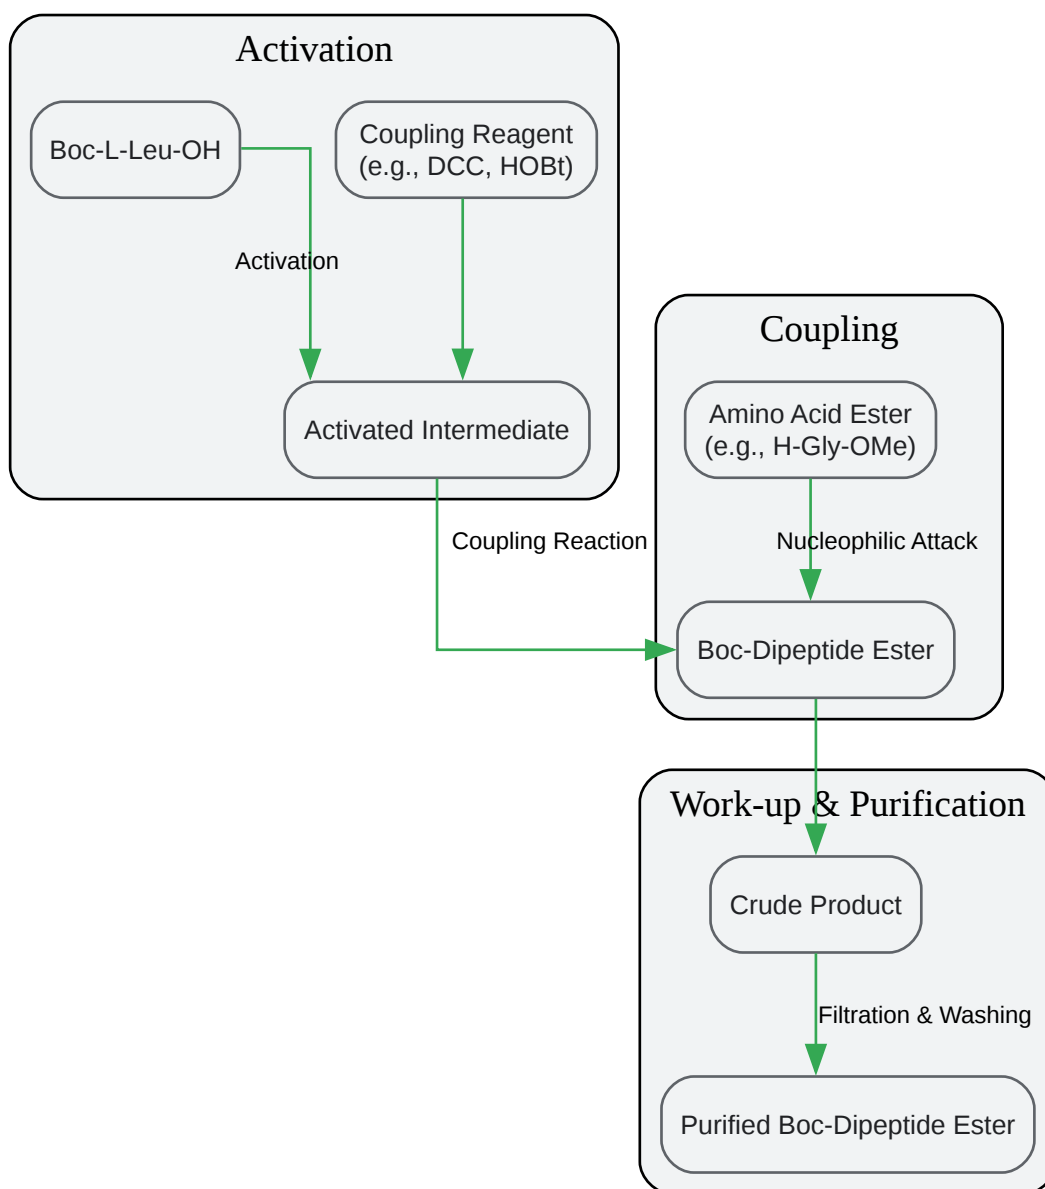 Activation
Boc-L-Leu-OH
Coupling Reagent
(e.g., DCC, HOBt)
Activation
Activated Intermediate
Coupling
Amino Acid Ester
(e.g., H-Gly-OMe)
Coupling Reaction
Nucleophilic Attack
Boc-Dipeptide Ester
Work-up & Purification
Crude Product
Filtration & Washing
Purified Boc-Dipeptide Ester